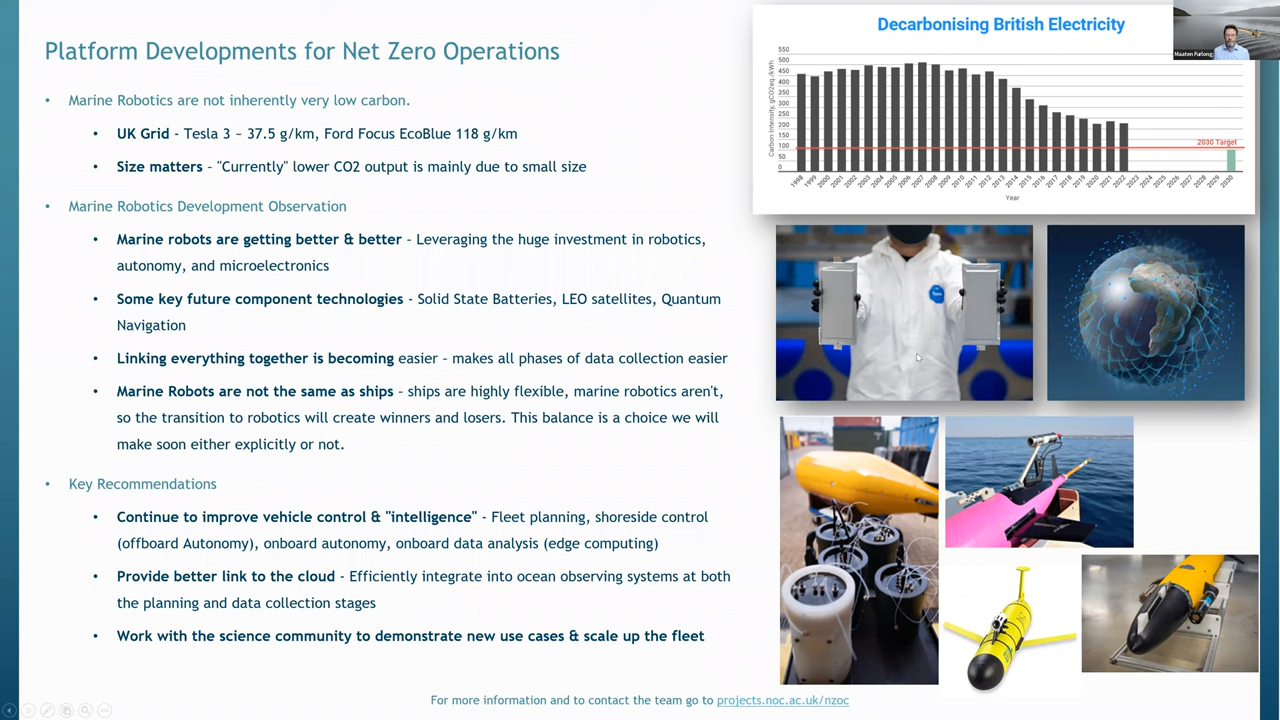 Platform Developments for Net Zero Operations
• Marine Robotics are not inherently very low carbon.
• UK Grid - Tesla 3 ~ 37.5 g/km, Ford Focus EcoBlue 118 g/km
• Size matters – "Currently" lower CO2 output is mainly due to small size
• Marine Robotics Development Observation
• Marine robots are getting better & better – Leveraging the huge investment in robotics,
autonomy, and microelectronics
• Some key future component technologies - Solid State Batteries, LEO satellites, Quantum
Navigation
• Linking everything together is becoming easier – makes all phases of data collection easier
• Marine Robots are not the same as ships – ships are highly flexible, marine robotics aren't,
so the transition to robotics will create winners and losers. This balance is a choice we will
make soon either explicitly or not.
• Key Recommendations
• Continue to improve vehicle control & "intelligence" - Fleet planning, shoreside control
(offboard Autonomy), onboard autonomy, onboard data analysis (edge computing)
• Provide better link to the cloud - Efficiently integrate into ocean observing systems at both
the planning and data collection stages
• Work with the science community to demonstrate new use cases & scale up the fleet
For more information and to contact the team go to projects.noc.ac.uk/nzoc
Decarbonising British Electricity
Carbon Intensity, gCO2eq./kWh
550
500
450
400
350
300
250
200
150
100
50
0
2030 Target
1998 1999 2000 2001 2002 2003 2004 2005 2006 2007 2008 2009 2010 2011 2012 2013 2014 2015 2016 2017 2018 2019 2020 2021 2022 2023 2024 2025 2026 2027 2028 2029 2030
Year
Maaten Furlong